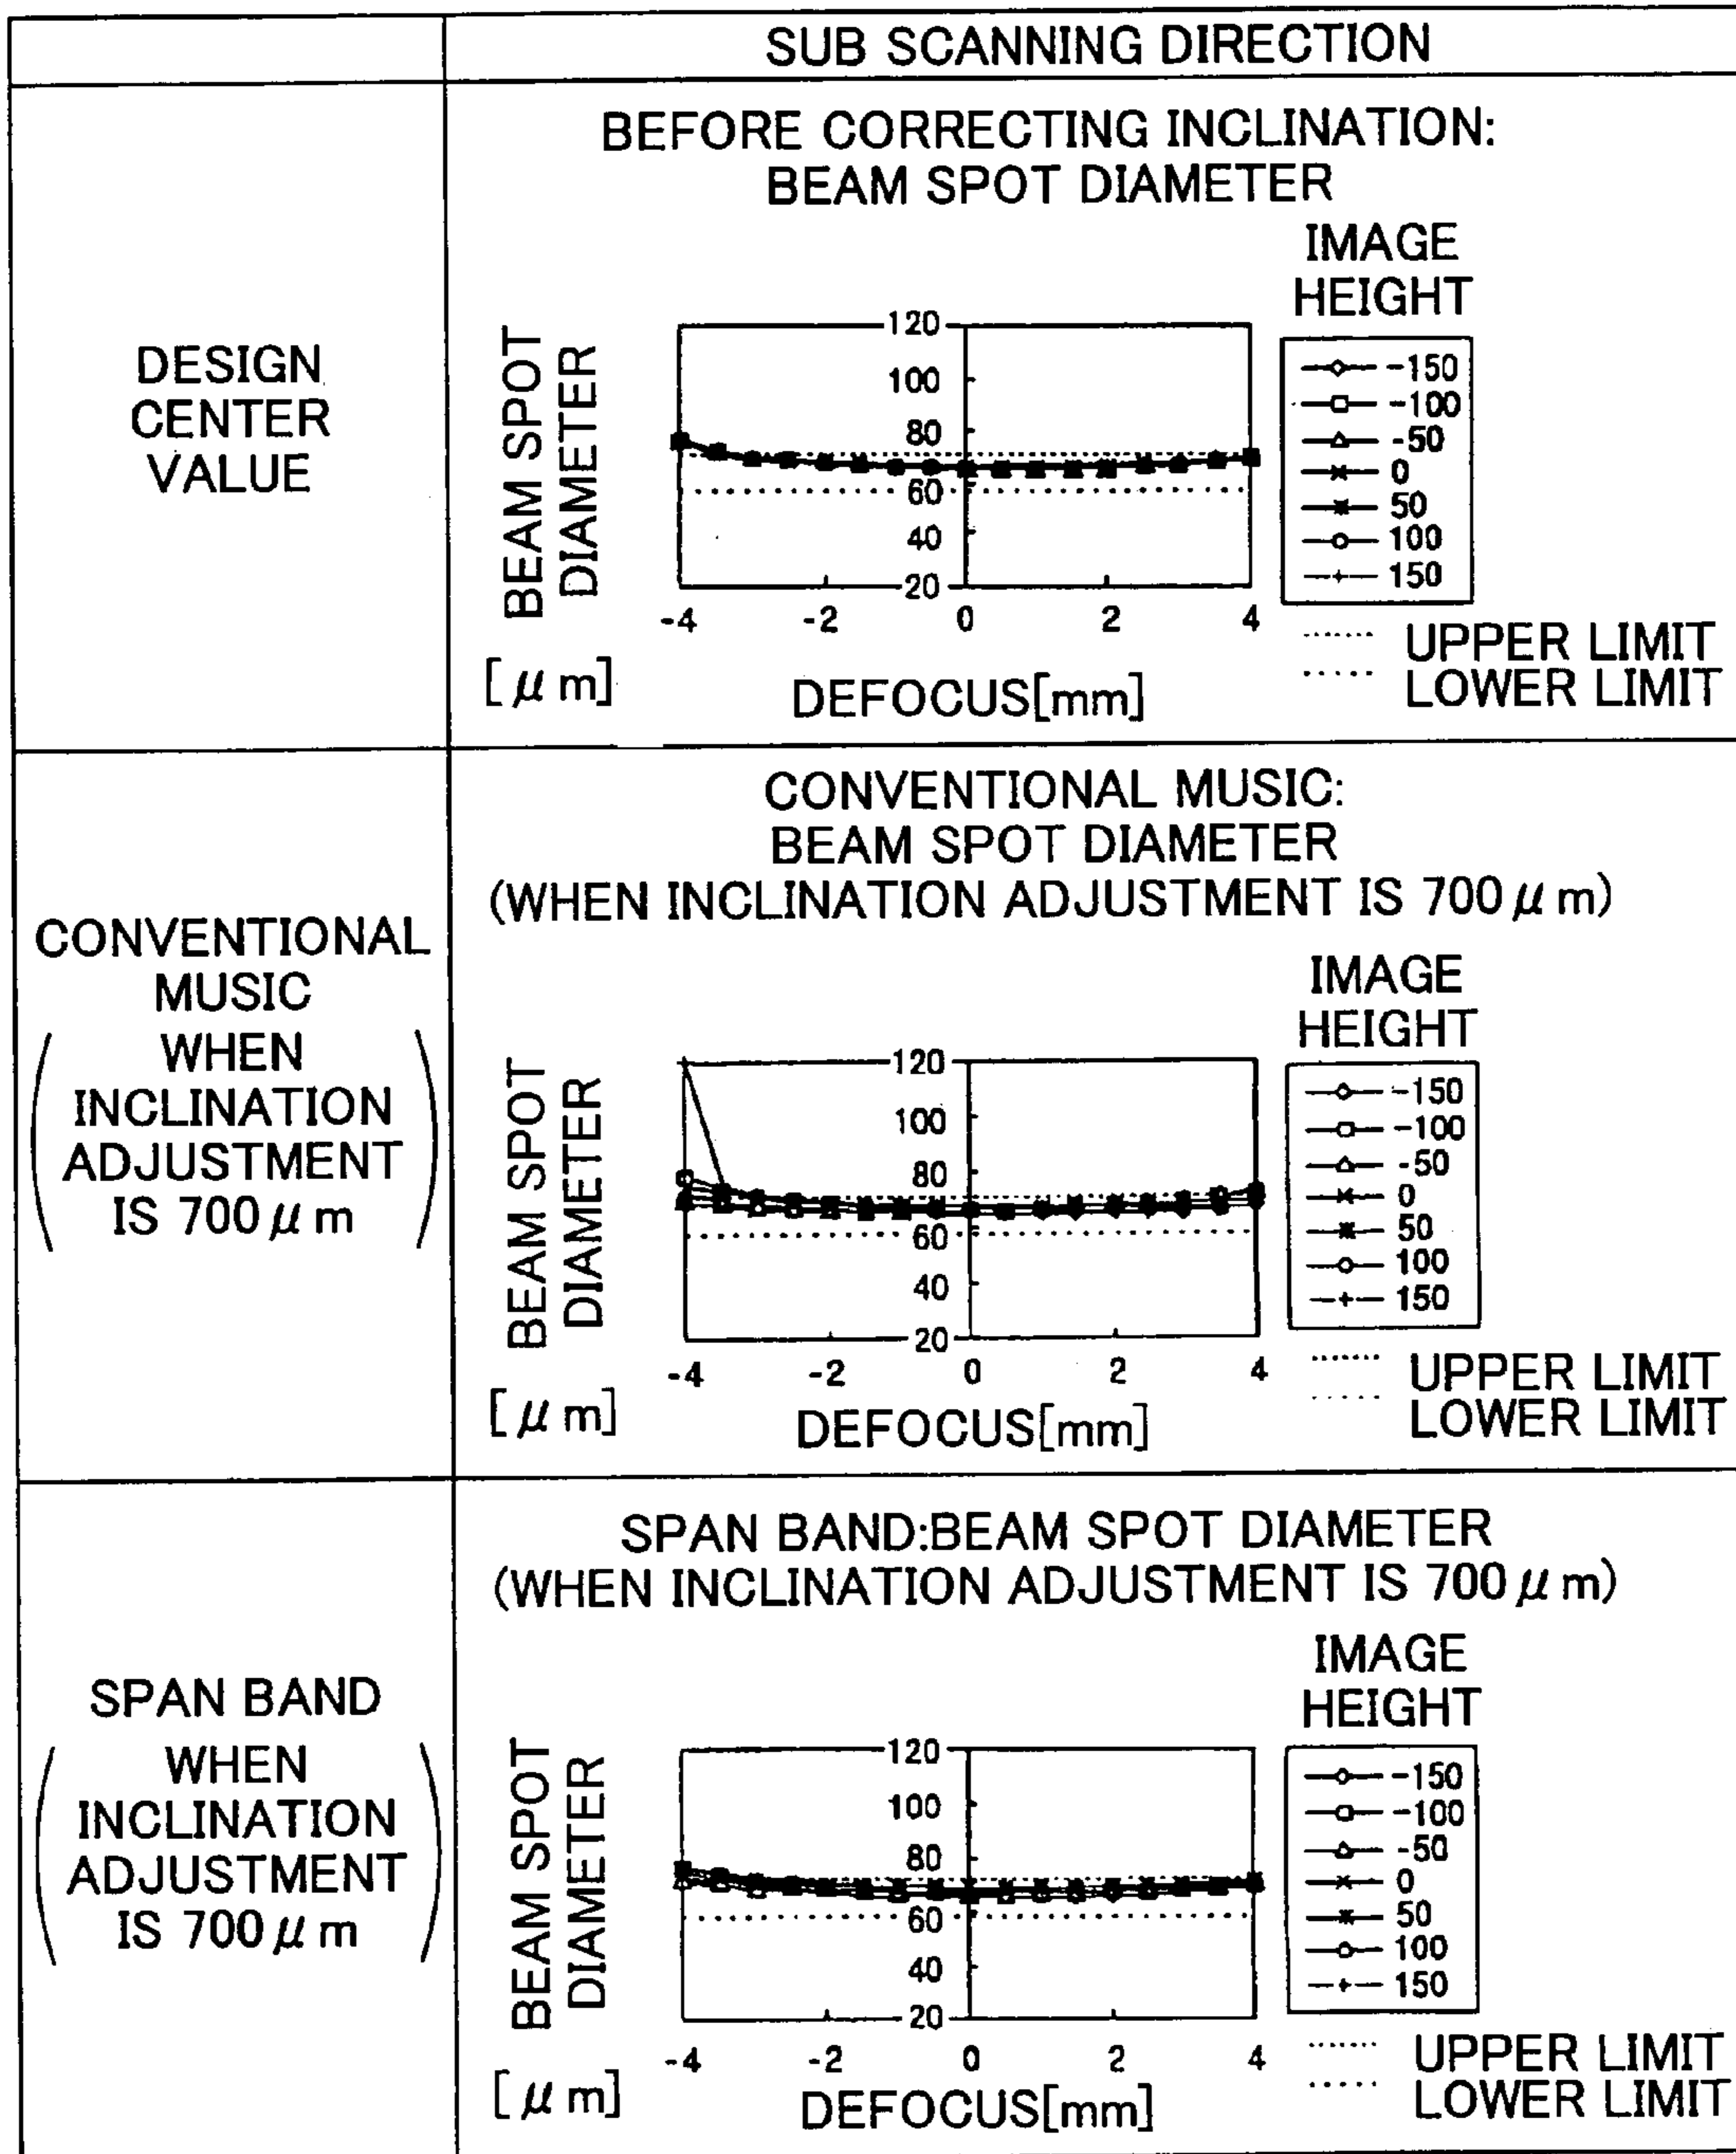 SUB SCANNING DIRECTION
DESIGN
CENTER
VALUE
BEFORE CORRECTING INCLINATION:
BEAM SPOT DIAMETER
IMAGE
HEIGHT
BEAM SPOT
DIAMETER
[μm]
120
100
80
60
40
20
-4 -2 0 2 4
DEFOCUS[mm]
-150
-100
-50
0
50
100
150
UPPER LIMIT
LOWER LIMIT
CONVENTIONAL
MUSIC
(WHEN
INCLINATION
ADJUSTMENT
IS 700μm)
CONVENTIONAL MUSIC:
BEAM SPOT DIAMETER
(WHEN INCLINATION ADJUSTMENT IS 700μm)
IMAGE
HEIGHT
BEAM SPOT
DIAMETER
[μm]
120
100
80
60
40
20
-4 -2 0 2 4
DEFOCUS[mm]
-150
-100
-50
0
50
100
150
UPPER LIMIT
LOWER LIMIT
SPAN BAND
(WHEN
INCLINATION
ADJUSTMENT
IS 700μm)
SPAN BAND:BEAM SPOT DIAMETER
(WHEN INCLINATION ADJUSTMENT IS 700μm)
IMAGE
HEIGHT
BEAM SPOT
DIAMETER
[μm]
120
100
80
60
40
20
-4 -2 0 2 4
DEFOCUS[mm]
-150
-100
-50
0
50
100
150
UPPER LIMIT
LOWER LIMIT